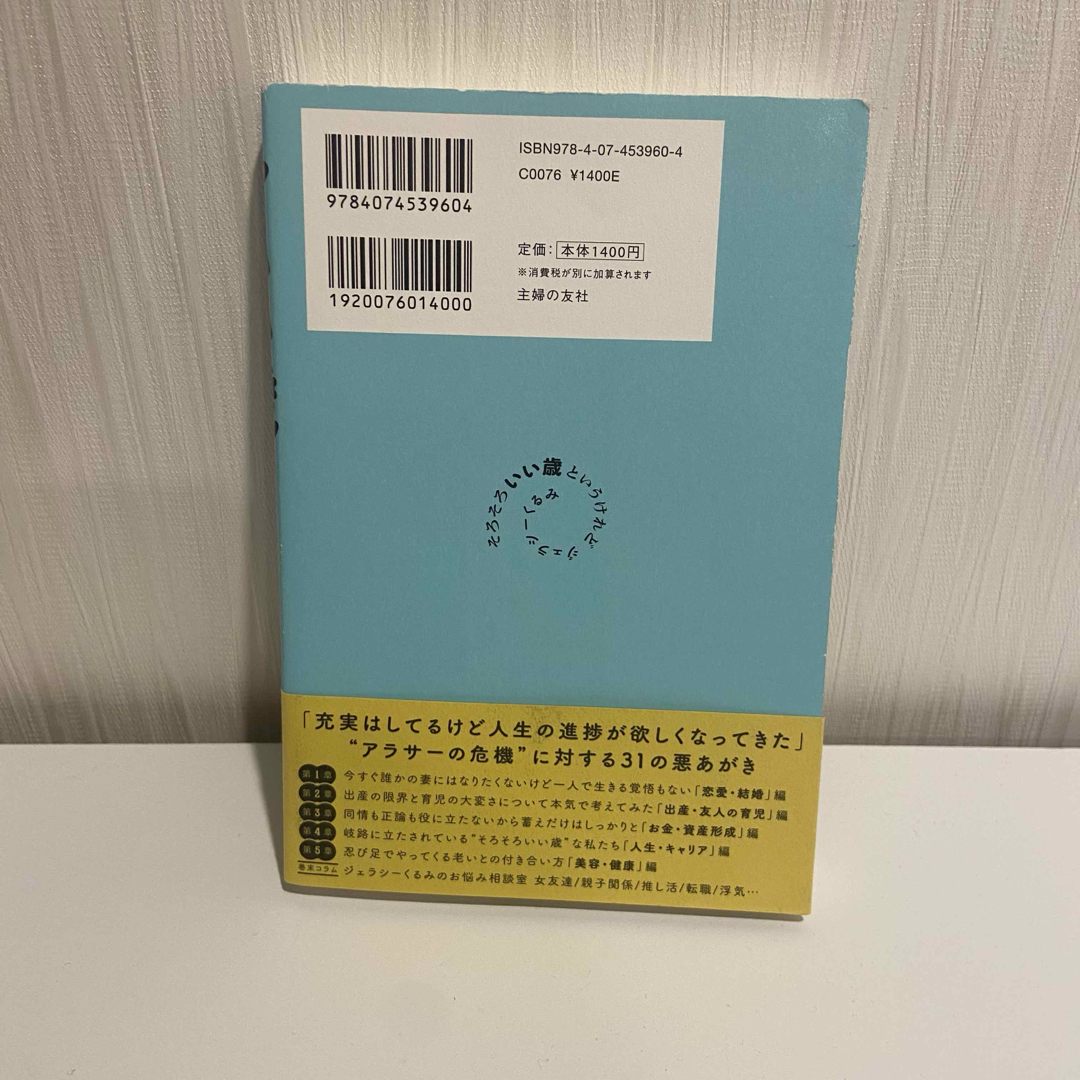 ISBN978-4-07-453960-4
C0076 ¥1400E
9784074539604
定価：本体1400円
※消費税が別に加算されます
主婦の友社
1920076014000
そろそろいい歳というけれど
ジェラシーくるみ
「充実はしてるけど人生の進捗が欲しくなってきた」
“アラサーの危機”に対する31の悪あがき
第1章 今すぐ誰かの妻にはなりたくないけど一人で生きる覚悟もない「恋愛・結婚」編
第2章 出産の限界と育児の大変さについて本気で考えてみた「出産・友人の育児」編
第3章 同情も正論も役に立たないから蓄えだけはしっかりと「お金・資産形成」編
第4章 岐路に立たされている“そろそろいい歳”な私たち「人生・キャリア」編
第5章 忍び足でやってくる老いとの付き合い方「美容・健康」編
巻末コラム ジェラシーくるみのお悩み相談室 女友達/親子関係/推し活/転職/浮気…